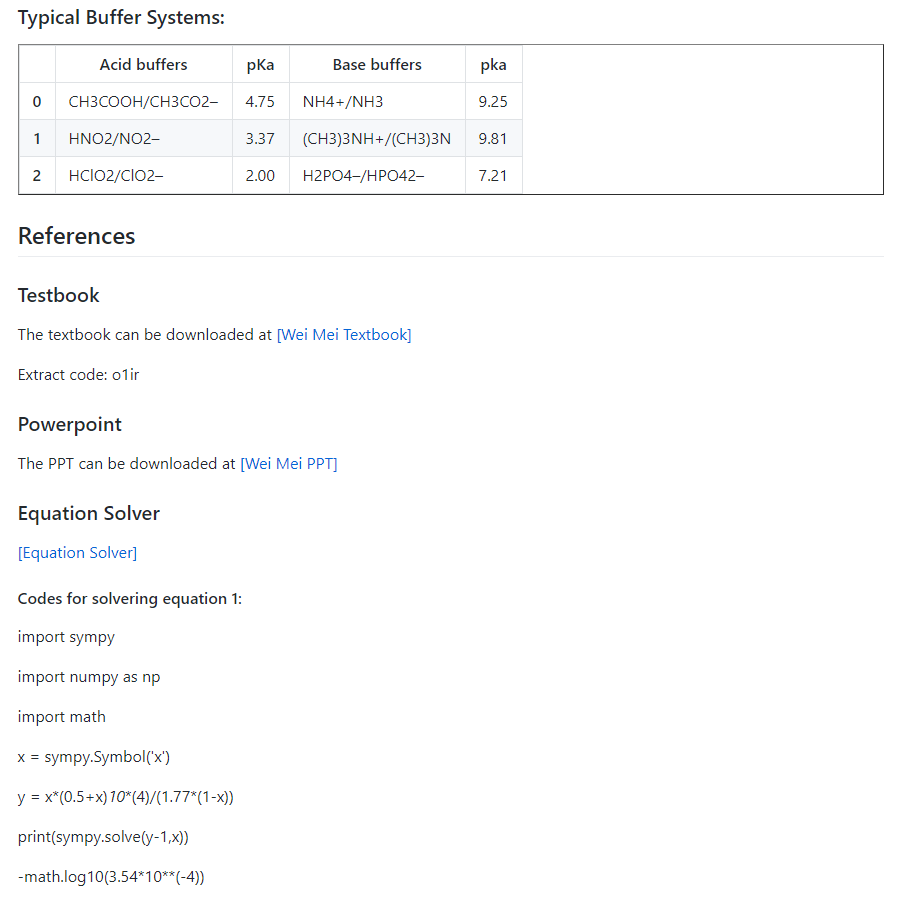 Typical Buffer Systems:
Acid buffers pKa Base buffers pka
0 CH3COOH/CH3CO2– 4.75 NH4+/NH3 9.25
1 HNO2/NO2– 3.37 (CH3)3NH+/(CH3)3N 9.81
2 HClO2/ClO2– 2.00 H2PO4–/HPO42– 7.21
References
Testbook
The textbook can be downloaded at [Wei Mei Textbook]
Extract code: o1ir
Powerpoint
The PPT can be downloaded at [Wei Mei PPT]
Equation Solver
[Equation Solver]
Codes for solvering equation 1:
import sympy
import numpy as np
import math
x = sympy.Symbol('x')
y = x*(0.5+x)10*(4)/(1.77*(1-x))
print(sympy.solve(y-1,x))
-math.log10(3.54*10**(-4))